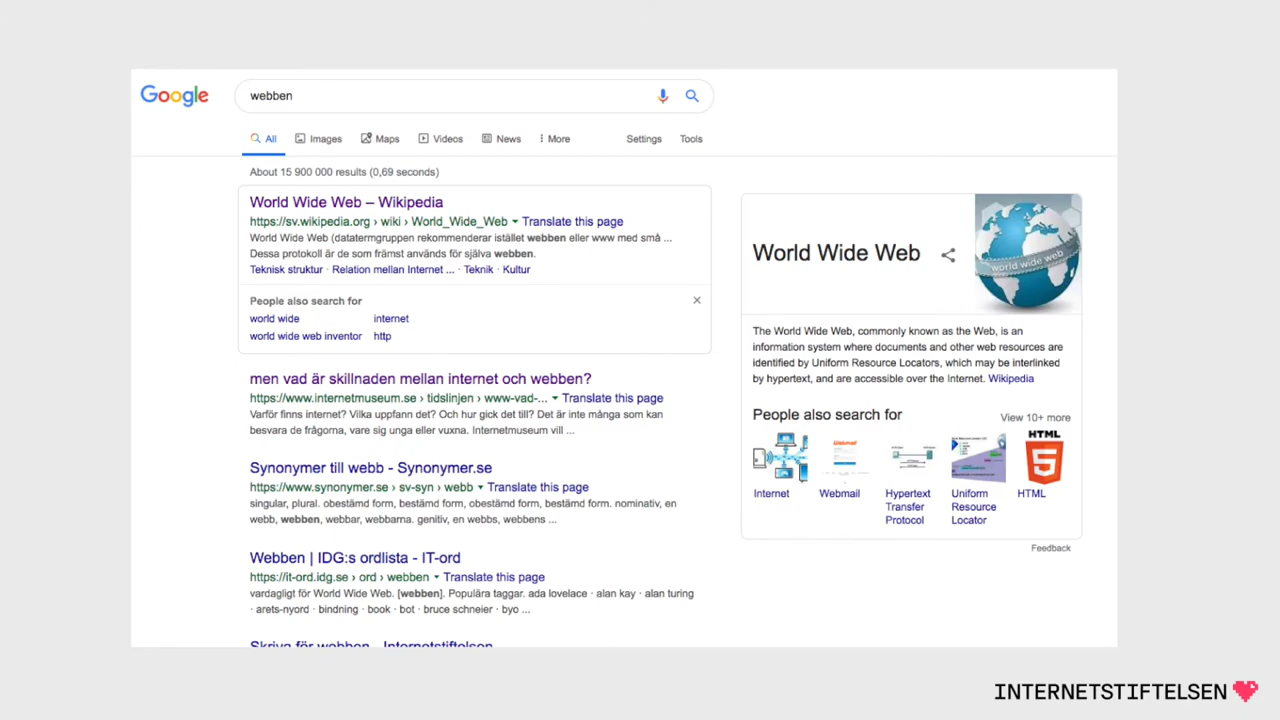 Google
webben
All Images Maps Videos News More Settings Tools
About 15 900 000 results (0,69 seconds)
World Wide Web – Wikipedia
https://sv.wikipedia.org › wiki › World_Wide_Web Translate this page
World Wide Web (datatermgruppen rekommenderar istället webben eller www med små ...
Dessa protokoll är de som främst används för själva webben.
Teknisk struktur · Relation mellan Internet ... · Teknik · Kultur
People also search for
world wide internet
world wide web inventor http
men vad är skillnaden mellan internet och webben?
https://www.internetmuseum.se › tidslinjen › www-vad-... Translate this page
Varför finns internet? Vilka uppfann det? Och hur gick det till? Det är inte många som kan
besvara de frågorna, vare sig unga eller vuxna. Internetmuseum vill ...
Synonymer till webb - Synonymer.se
https://www.synonymer.se › sv-syn › webb Translate this page
singular, plural. obestämd form, bestämd form, obestämd form, bestämd form. nominativ, en
webb, webben, webbar, webbarna. genitiv, en webbs, webbens ...
Webben | IDG:s ordlista - IT-ord
https://it-ord.idg.se › ord › webben Translate this page
vardagligt för World Wide Web. [webben]. Populära taggar. ada lovelace · alan kay · alan turing
· arets-nyord · bindning · book · bot · bruce schneier · byo ...
Skriva för webben - Internetstiftelsen
World Wide Web
world wide web
The World Wide Web, commonly known as the Web, is an
information system where documents and other web resources are
identified by Uniform Resource Locators, which may be interlinked
by hypertext, and are accessible over the Internet. Wikipedia
People also search for View 10+ more
Webmail
HTML
5
Internet Webmail Hypertext Uniform HTML
Transfer Resource
Protocol Locator
Feedback
INTERNETSTIFTELSEN